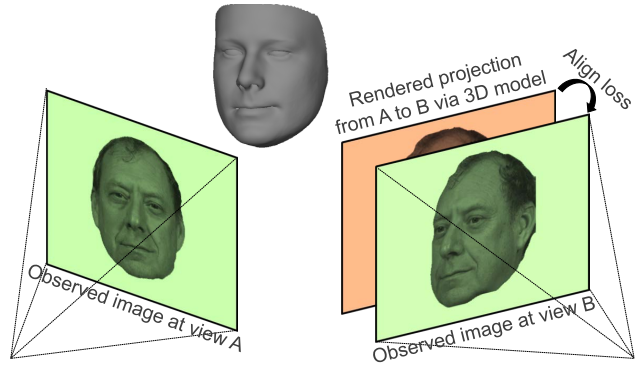 Rendered projection
from A to B via 3D model
Align loss
Observed image at view A
Observed image at view B